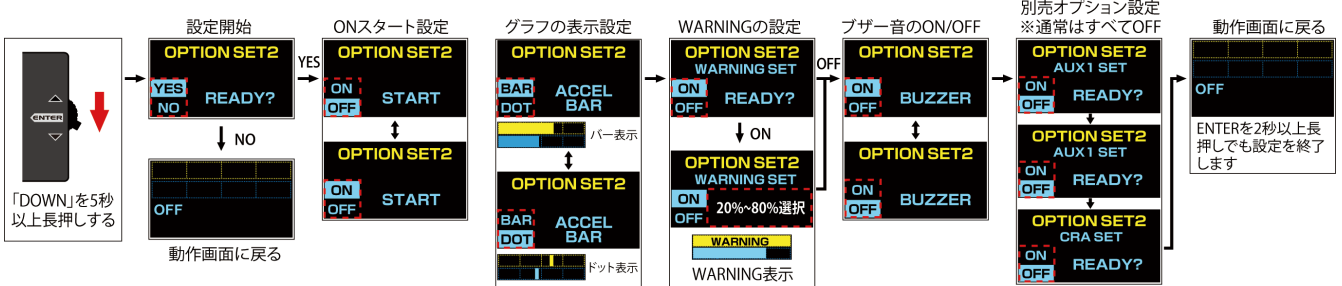 ENTER
「DOWN」を5秒
以上長押しする
設定開始
OPTION SET2
YES
NO
READY?
YES
NO
OFF
動作画面に戻る
ONスタート設定
OPTION SET2
ON
OFF
START
OPTION SET2
ON
OFF
START
グラフの表示設定
OPTION SET2
BAR
DOT
ACCEL
BAR
バー表示
OPTION SET2
BAR
DOT
ACCEL
BAR
ドット表示
WARNINGの設定
OPTION SET2
WARNING SET
ON
OFF
READY?
OFF
ON
OPTION SET2
WARNING SET
ON
OFF
20%~80%選択
WARNING
WARNING表示
ブザー音のON/OFF
OPTION SET2
ON
OFF
BUZZER
OPTION SET2
ON
OFF
BUZZER
別売オプション設定
※通常はすべてOFF
OPTION SET2
AUX1 SET
ON
OFF
READY?
OPTION SET2
AUX1 SET
ON
OFF
READY?
OPTION SET2
CRA SET
ON
OFF
READY?
動作画面に戻る
OFF
ENTERを2秒以上長
押しでも設定を終了
します